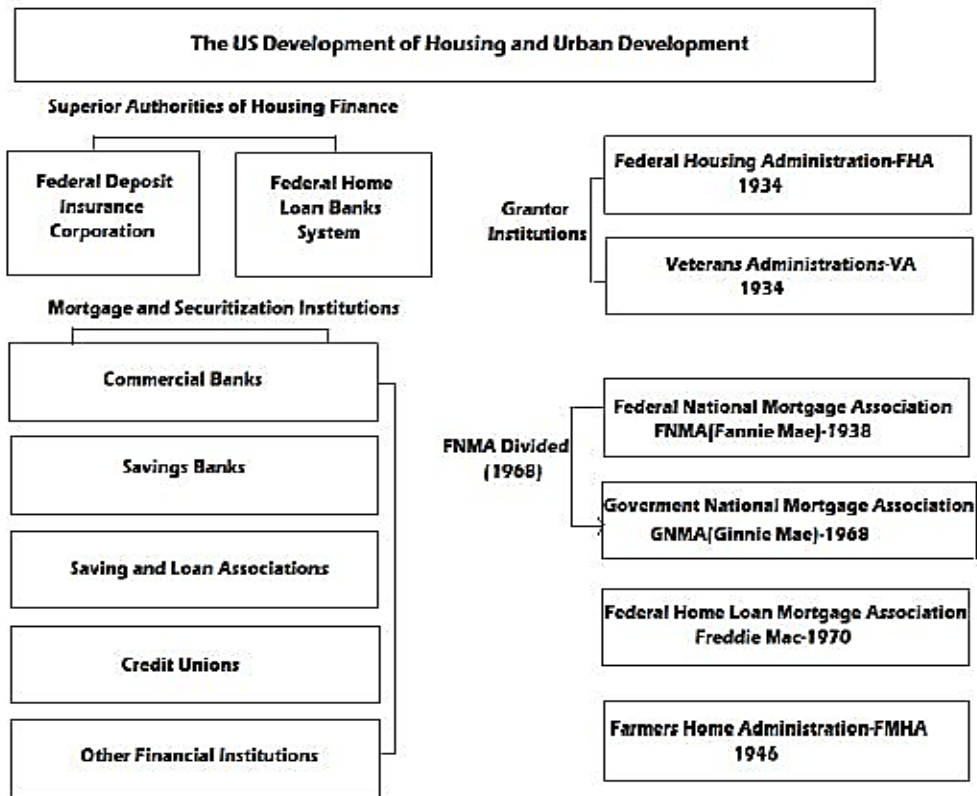 The US Development of Housing and Urban Development
Superior Authorities of Housing Finance
Federal Deposit
Insurance
Corporation
Federal Home
Loan Banks
System
Mortgage and Securitization Institutions
Commercial Banks
Savings Banks
Saving and Loan Associations
Credit Unions
Other Financial Institutions
Grantor
Institutions
Federal Housing Administration-FHA
1934
Veterans Administrations-VA
1934
FNMA Divided
(1968)
Federal National Mortgage Association
FNMA(Fannie Mae)-1938
Goverment National Mortgage Association
GNMA(Ginnie Mae)-1968
Federal Home Loan Mortgage Association
Freddie Mac-1970
Farmers Home Administration-FMHA
1946